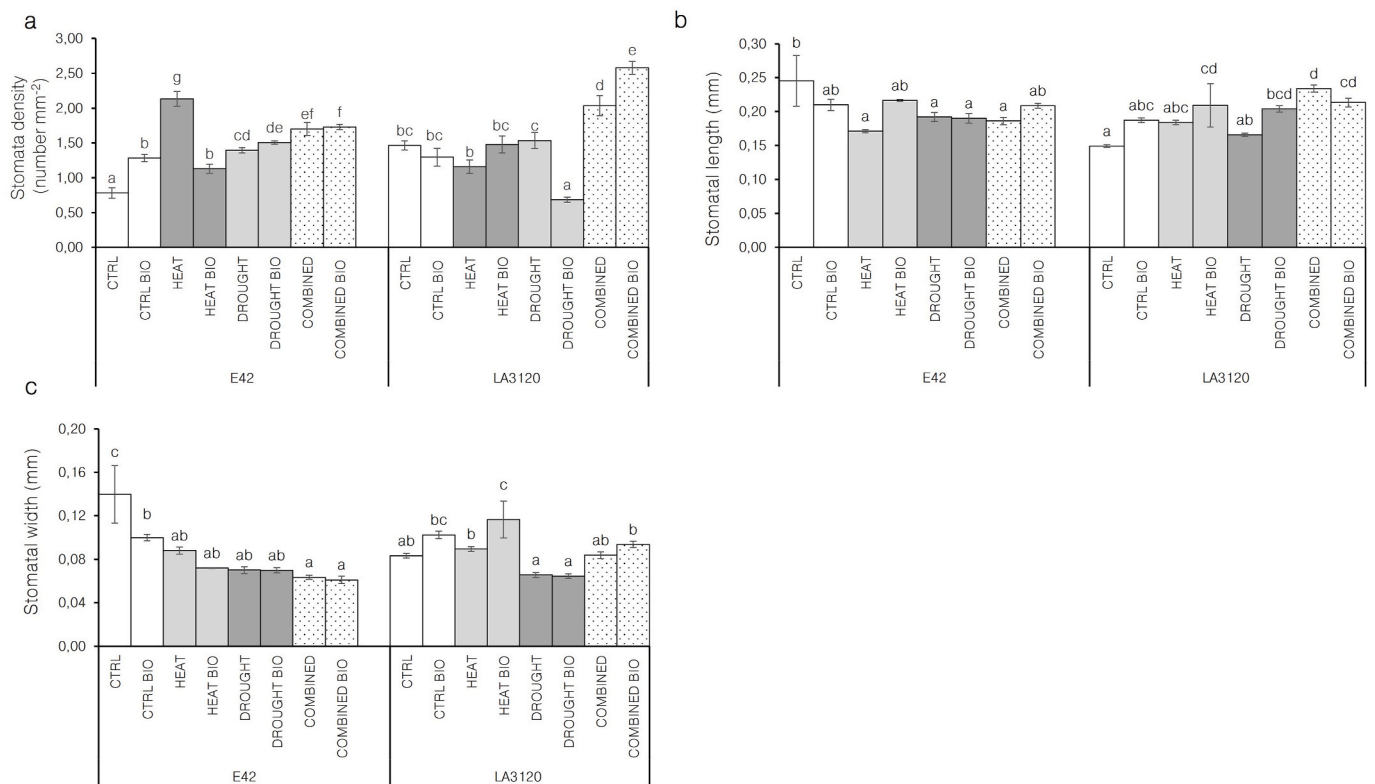 a
Stomata density
(number mm-2)
3,00
2,50
2,00
1,50
1,00
0,50
0,00
a
b
g
b
cd
de
ef
f
bc
bc
b
bc
c
a
d
e
CTRL
CTRL BIO
HEAT
HEAT BIO
DROUGHT
DROUGHT BIO
COMBINED
COMBINED BIO
CTRL
CTRL BIO
HEAT
HEAT BIO
DROUGHT
DROUGHT BIO
COMBINED
COMBINED BIO
E42
LA3120
b
Stomatal length (mm)
0,30
0,25
0,20
0,15
0,10
0,05
0,00
b
ab
a
ab
a
a
a
ab
a
abc
abc
cd
ab
bcd
d
cd
CTRL
CTRL BIO
HEAT
HEAT BIO
DROUGHT
DROUGHT BIO
COMBINED
COMBINED BIO
CTRL
CTRL BIO
HEAT
HEAT BIO
DROUGHT
DROUGHT BIO
COMBINED
COMBINED BIO
E42
LA3120
c
Stomatal width (mm)
0,20
0,16
0,12
0,08
0,04
0,00
c
b
ab
ab
ab
ab
a
a
ab
bc
b
c
a
a
ab
b
CTRL
CTRL BIO
HEAT
HEAT BIO
DROUGHT
DROUGHT BIO
COMBINED
COMBINED BIO
CTRL
CTRL BIO
HEAT
HEAT BIO
DROUGHT
DROUGHT BIO
COMBINED
COMBINED BIO
E42
LA3120